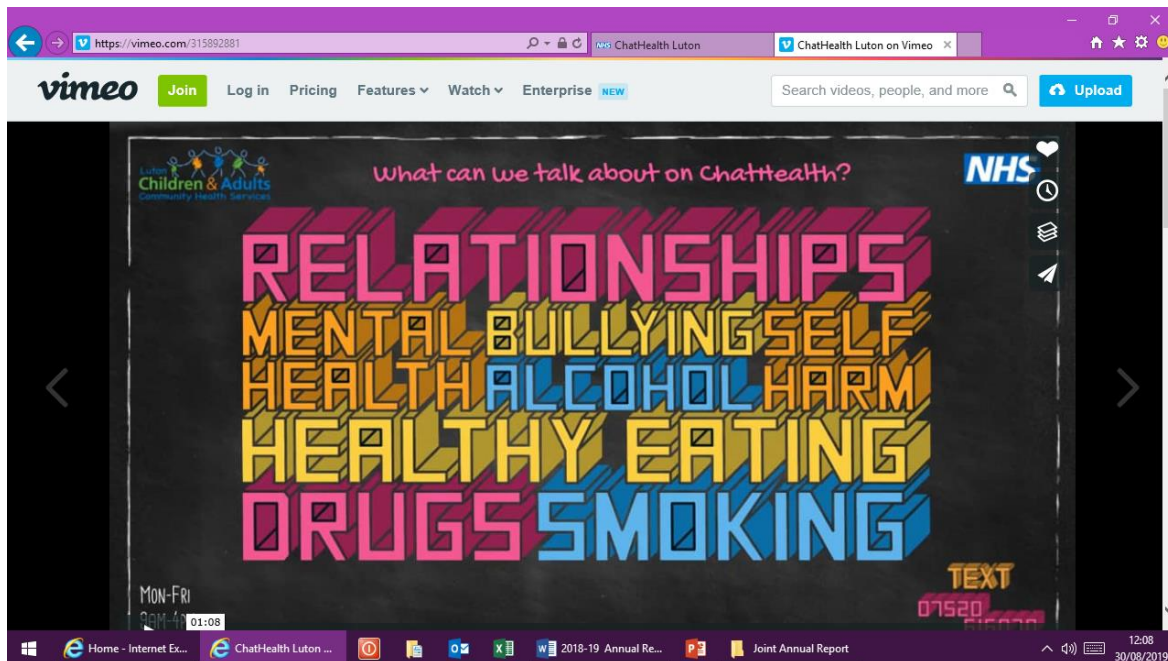 https://vimeo.com/315892881
NHS ChatHealth Luton
ChatHealth Luton on Vimeo
vimeo
Join
Log in
Pricing
Features
Watch
Enterprise NEW
Search videos, people, and more
Upload
Luton
Children & Adults
Community Health Services
What can we talk about on ChatHealth?
NHS
RELATIONSHIPS
MENTAL BULLYING SELF
HEALTH ALCOHOL HARM
HEALTHY EATING
DRUGS SMOKING
MON-FRI
TEXT
07520
01:08
Home - Internet Ex...
ChatHealth Luton ...
2018-19 Annual Re...
Joint Annual Report
12:08
30/08/2019